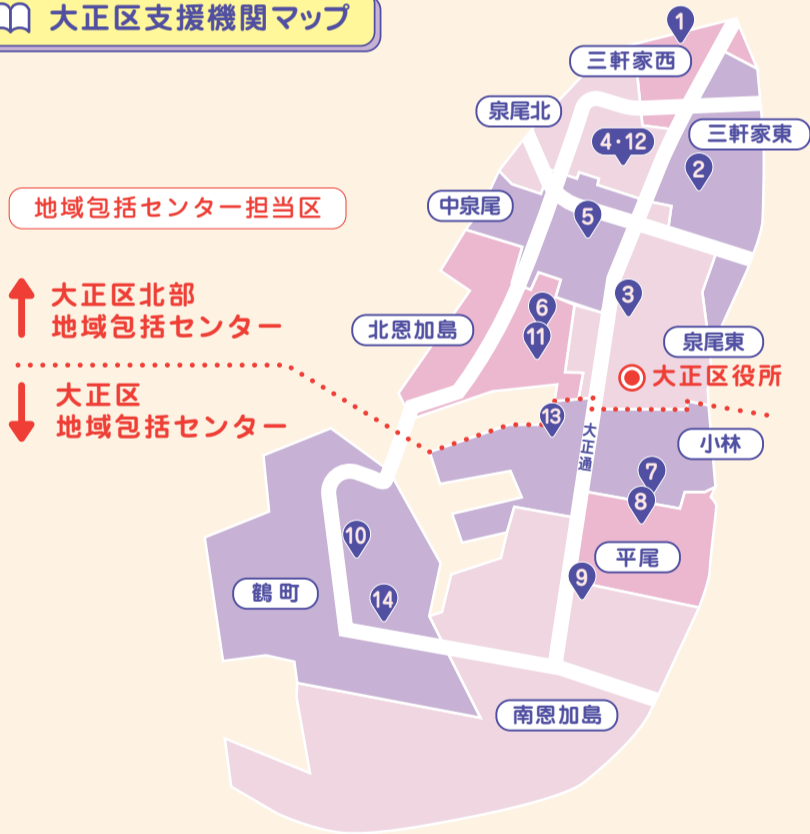 大正区支援機関マップ
1
三軒家西
泉尾北
4・12
三軒家東
2
地域包括センター担当区
中泉尾
5
大正区北部
地域包括センター
3
6
北恩加島
11
泉尾東
大正区役所
大正区
地域包括センター
13
大正通
小林
7
8
10
平尾
9
鶴町
14
南恩加島